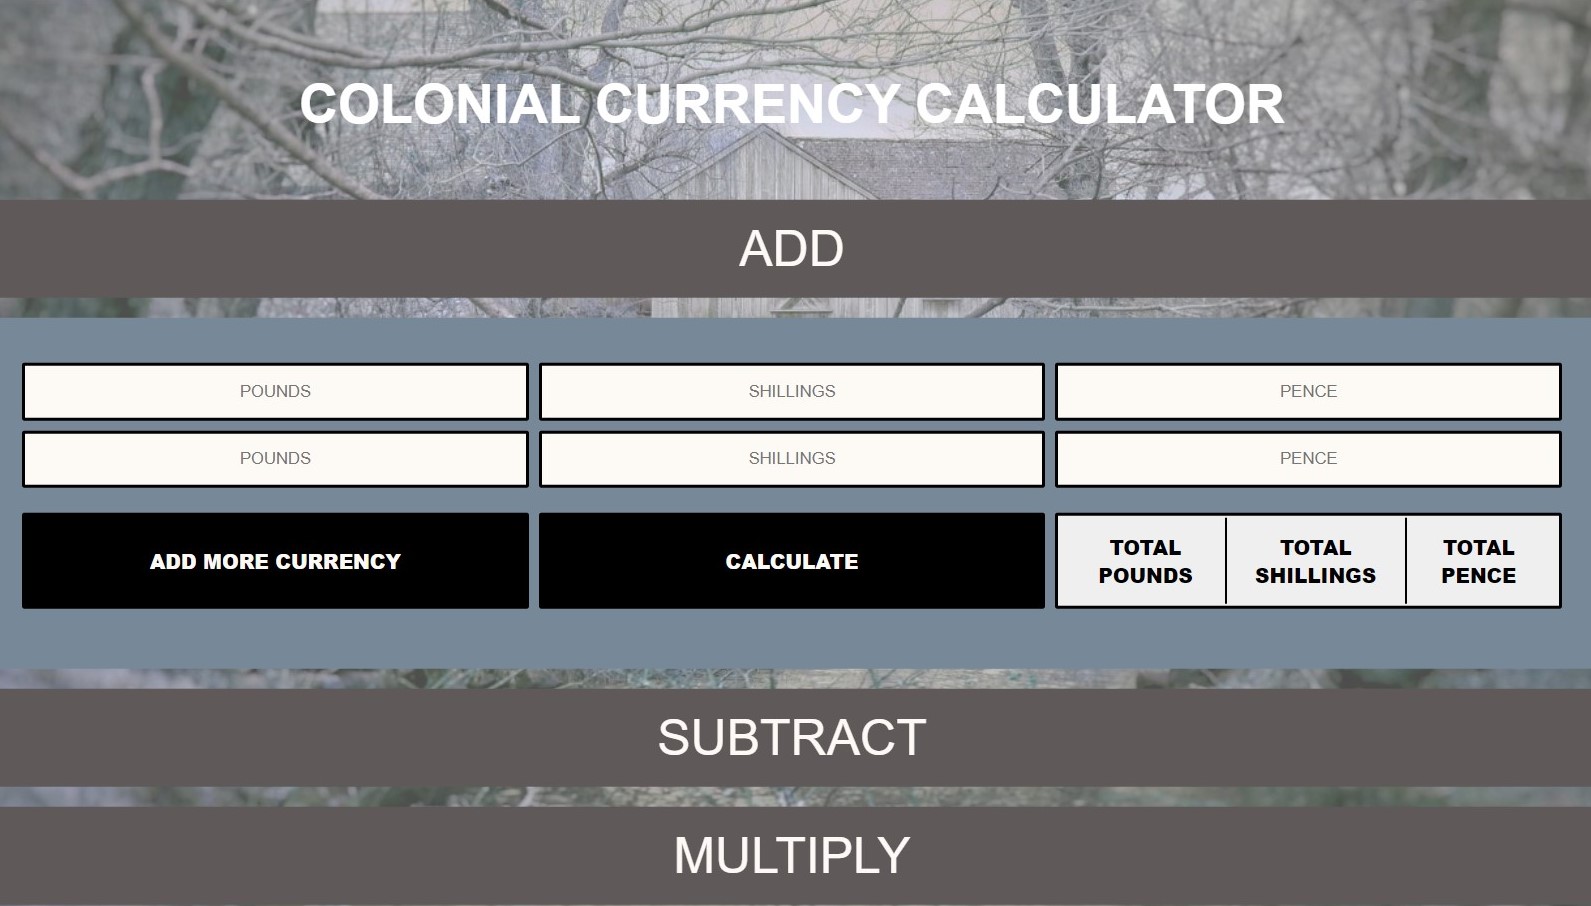 COLONIAL CURRENCY CALCULATOR
ADD
POUNDS SHILLINGS PENCE
POUNDS SHILLINGS PENCE
ADD MORE CURRENCY
CALCULATE
TOTAL POUNDS
TOTAL SHILLINGS
TOTAL PENCE
SUBTRACT
MULTIPLY